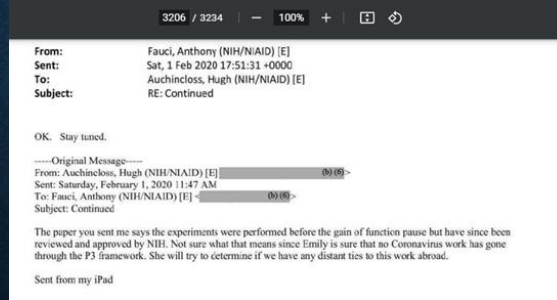 3206 / 3234 | — 100% +
From: Fauci, Anthony (NIH/NIAID) [E]
Sent: Sat, 1 Feb 2020 17:51:31 +0000
To: Auchincloss, Hugh (NIH/NIAID) [E]
Subject: RE: Continued
OK. Stay tuned.
-----Original Message-----
From: Auchincloss, Hugh (NIH/NIAID) [E] (b) (6)>
Sent: Saturday, February 1, 2020 11:47 AM
To: Fauci, Anthony (NIH/NIAID) [E] < (b) (6)>
Subject: Continued
The paper you sent me says the experiments were performed before the gain of function pause but have since been
reviewed and approved by NIH. Not sure what that means since Emily is sure that no Coronavirus work has gone
through the P3 framework. She will try to determine if we have any distant ties to this work abroad.
Sent from my iPad